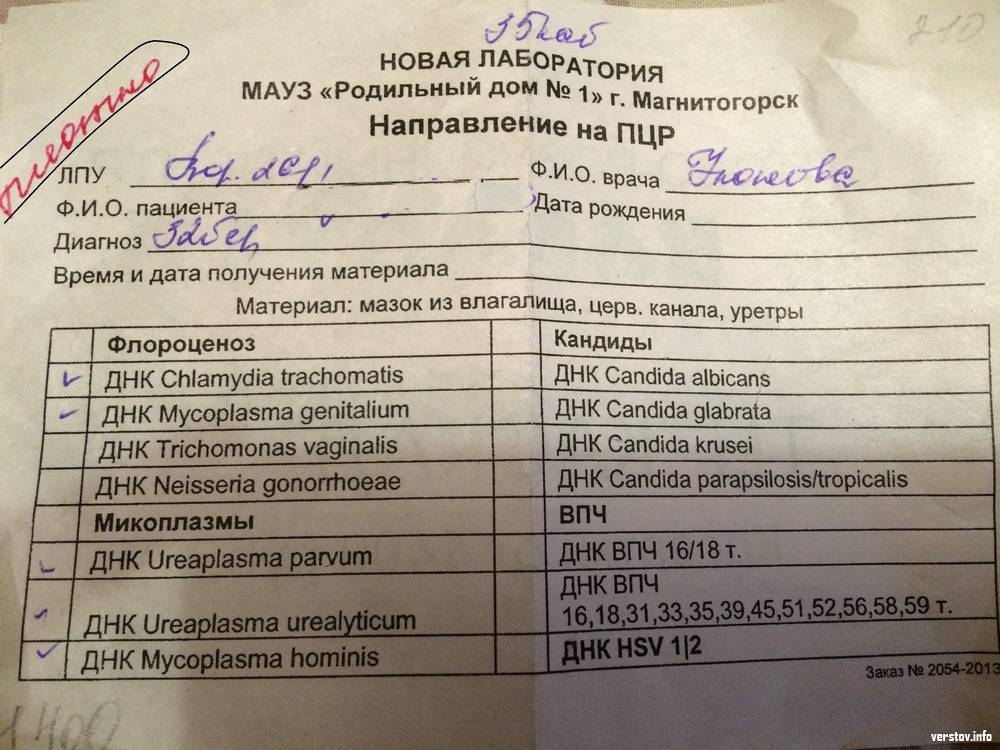 35 каб
210
НОВАЯ ЛАБОРАТОРИЯ
МАУЗ «Родильный дом № 1» г. Магнитогорск
Направление на ПЦР
платно
ЛПУ Ф.И.О. врача
Ф.И.О. пациента Дата рождения
Диагноз
Время и дата получения материала
Материал: мазок из влагалища, церв. канала, уретры
Флороценоз Кандиды
ДНК Chlamydia trachomatis ДНК Candida albicans
ДНК Mycoplasma genitalium ДНК Candida glabrata
ДНК Trichomonas vaginalis ДНК Candida krusei
ДНК Neisseria gonorrhoeae ДНК Candida parapsilosis/tropicalis
Микоплазмы ВПЧ
ДНК Ureaplasma parvum ДНК ВПЧ 16/18 т.
ДНК ВПЧ
ДНК Ureaplasma urealyticum 16,18,31,33,35,39,45,51,52,56,58,59 т.
ДНК Mycoplasma hominis ДНК HSV 1|2
Заказ № 2054-2013
1400
verstov.info